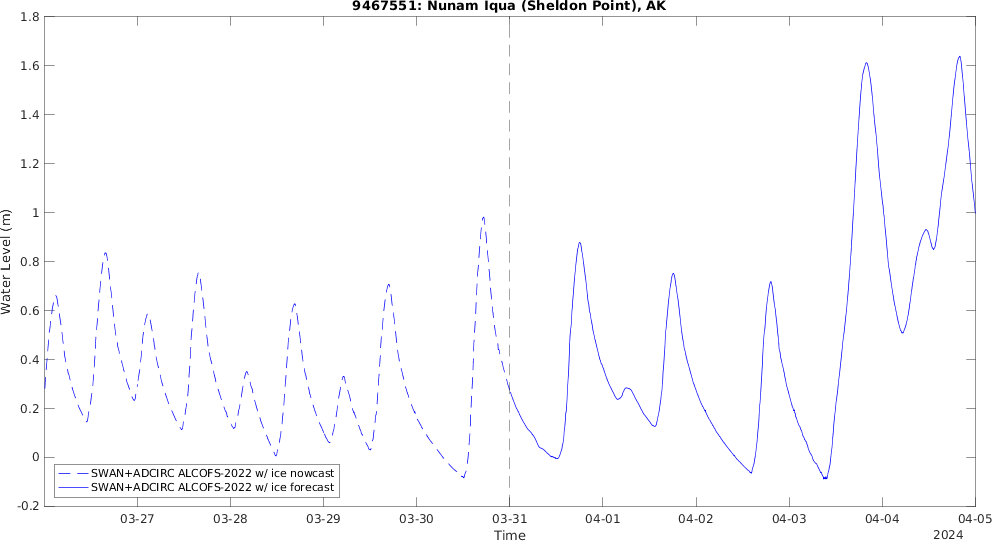 9467551: Nunam Iqua (Sheldon Point), AK
1.8
1.6
1.4
1.2
1
0.8
0.6
0.4
0.2
0
-0.2
Water Level (m)
SWAN+ADCIRC ALCOFS-2022 w/ ice nowcast
SWAN+ADCIRC ALCOFS-2022 w/ ice forecast
03-27 03-28 03-29 03-30 03-31 04-01 04-02 04-03 04-04 04-05
Time
2024